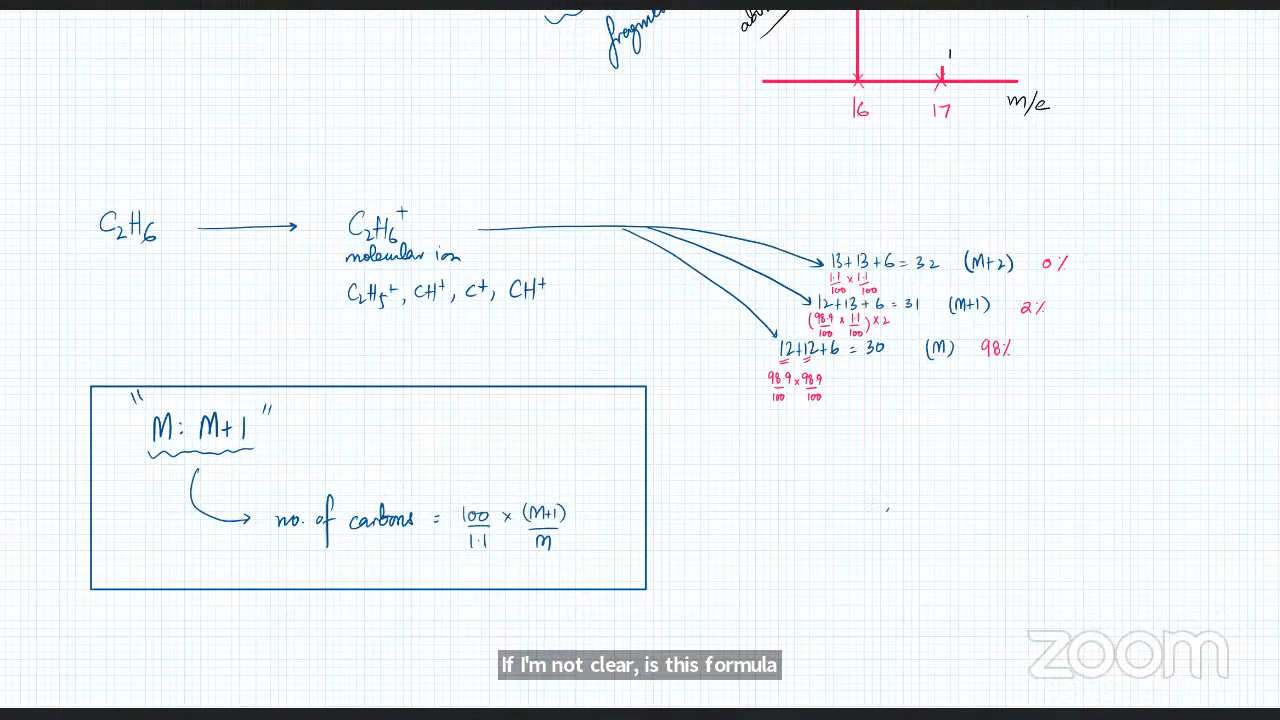 abu
fragmen
16 17 m/e
C₂H₆ C₂H₆⁺
molecular ion
C₂H₅⁺, CH⁺, C⁺, CH⁺
13+13+6 = 32 (M+2) 0%
1.1/100 × 1.1/100
12+13+6 = 31 (M+1) 2%
(98.9/100 × 1.1/100) × 2
12+12+6 = 30 (M) 98%
98.9/100 × 98.9/100
"M: M+1"
no. of carbons = 100/1.1 × (M+1)/M
If I'm not clear, is this formula
zoom